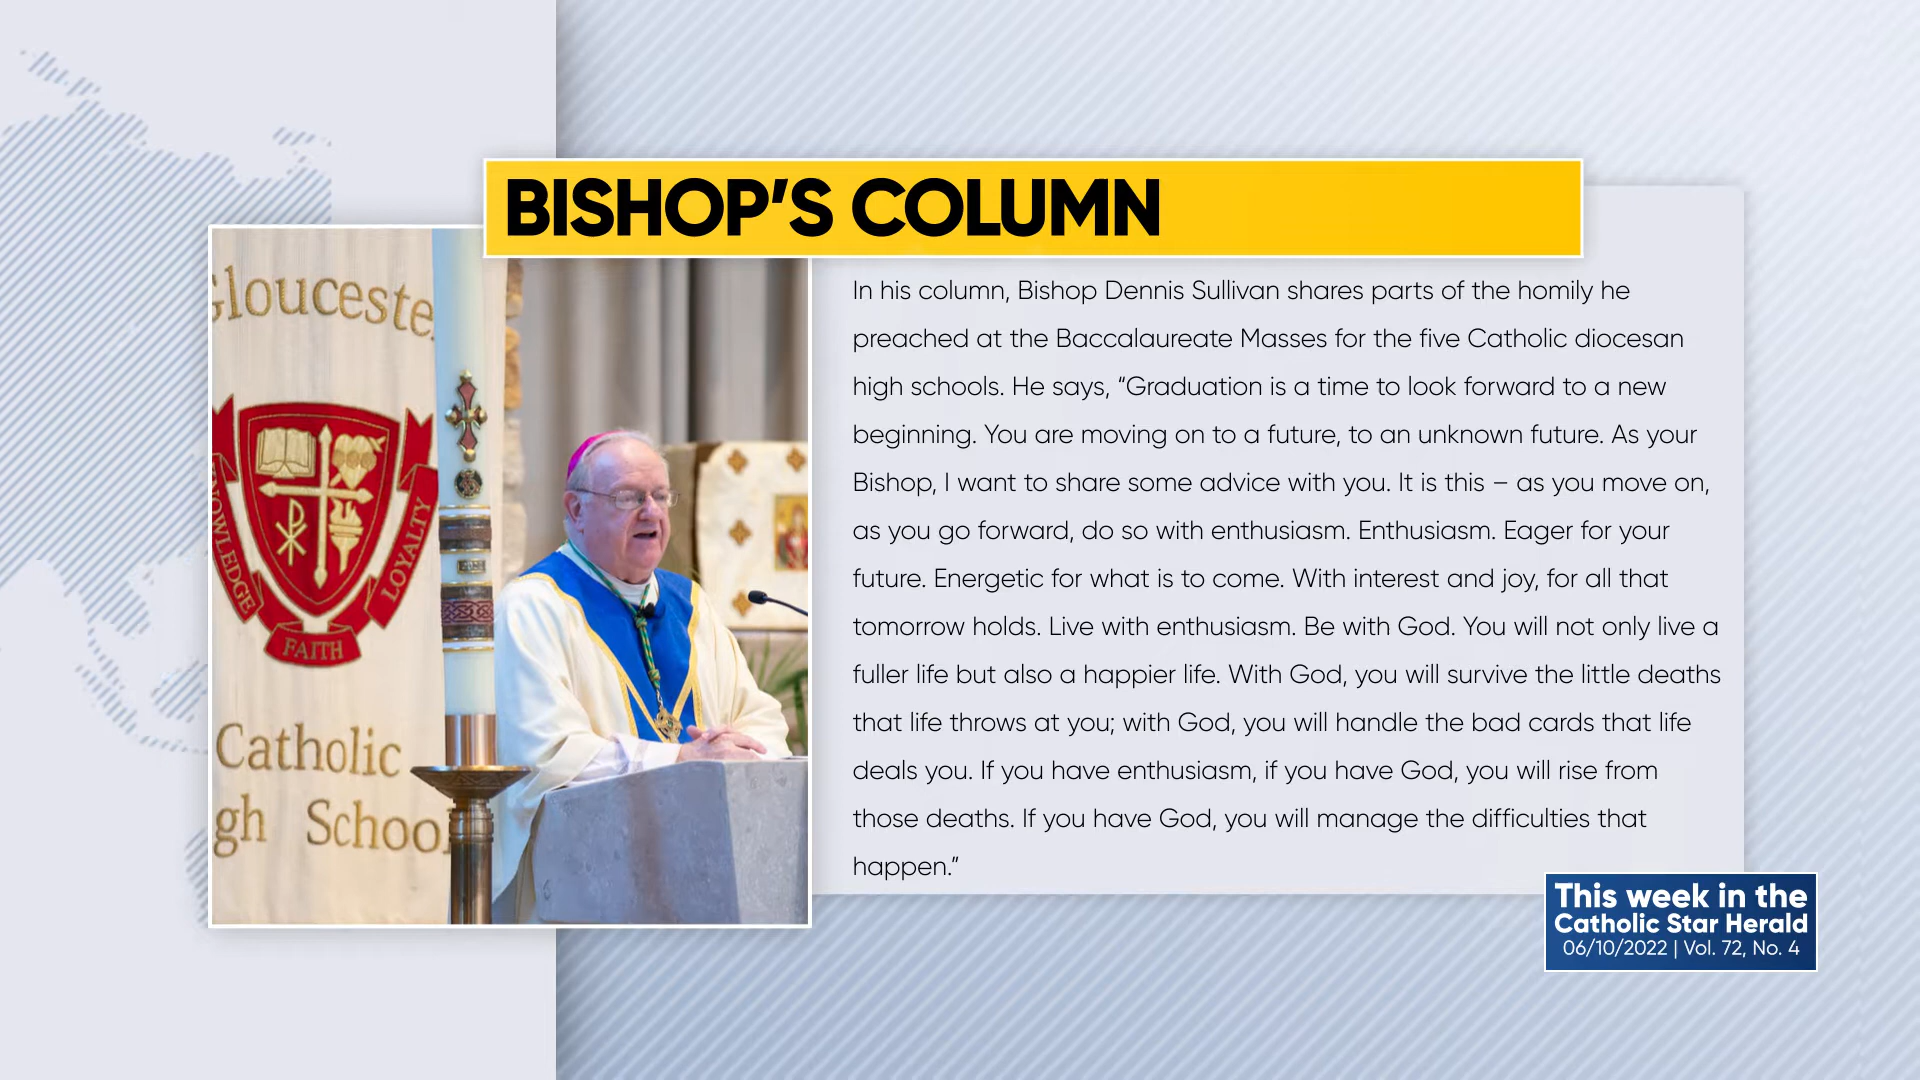 BISHOP'S COLUMN
Glouceste
KNOWLEDGE
LOYALTY
FAITH
Catholic
gh School
In his column, Bishop Dennis Sullivan shares parts of the homily he
preached at the Baccalaureate Masses for the five Catholic diocesan
high schools. He says, “Graduation is a time to look forward to a new
beginning. You are moving on to a future, to an unknown future. As your
Bishop, I want to share some advice with you. It is this – as you move on,
as you go forward, do so with enthusiasm. Enthusiasm. Eager for your
future. Energetic for what is to come. With interest and joy, for all that
tomorrow holds. Live with enthusiasm. Be with God. You will not only live a
fuller life but also a happier life. With God, you will survive the little deaths
that life throws at you; with God, you will handle the bad cards that life
deals you. If you have enthusiasm, if you have God, you will rise from
those deaths. If you have God, you will manage the difficulties that
happen.”
This week in the
Catholic Star Herald
06/10/2022 | Vol. 72, No. 4